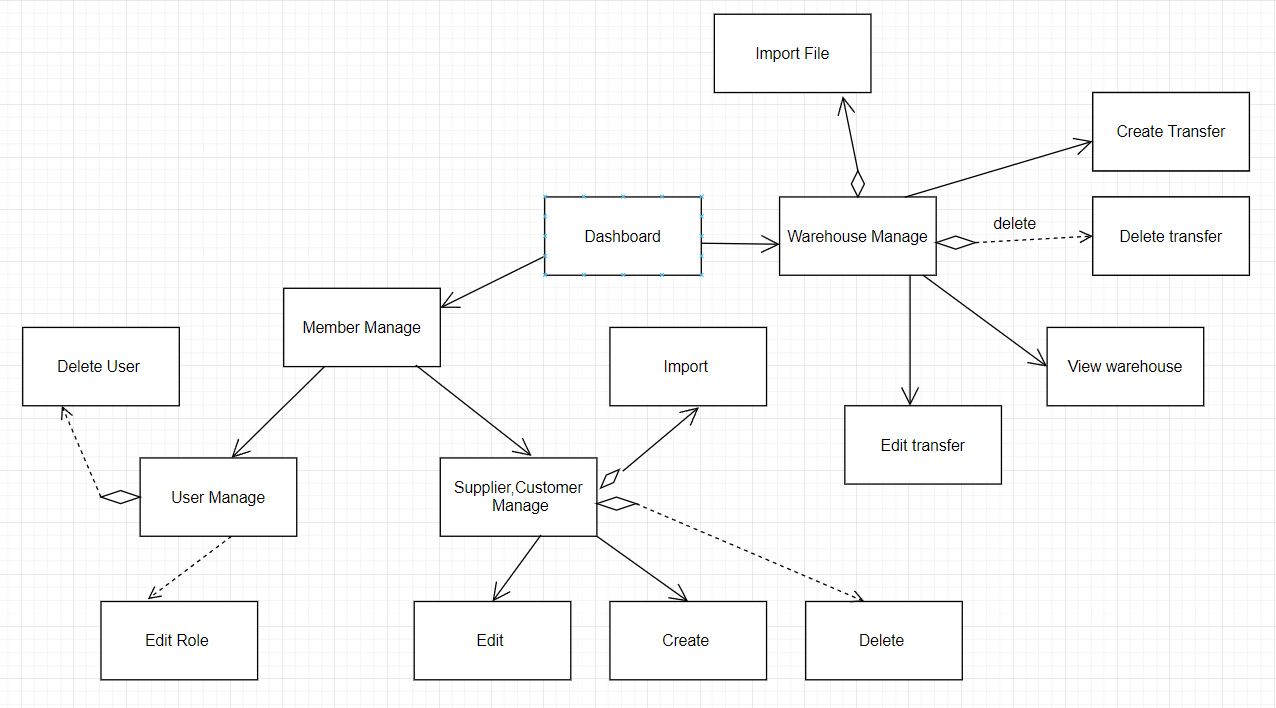 Import File
Create Transfer
Dashboard
Warehouse Manage
delete
Delete transfer
Member Manage
Delete User
Import
View warehouse
Edit transfer
User Manage
Supplier,Customer
Manage
Edit Role
Edit
Create
Delete